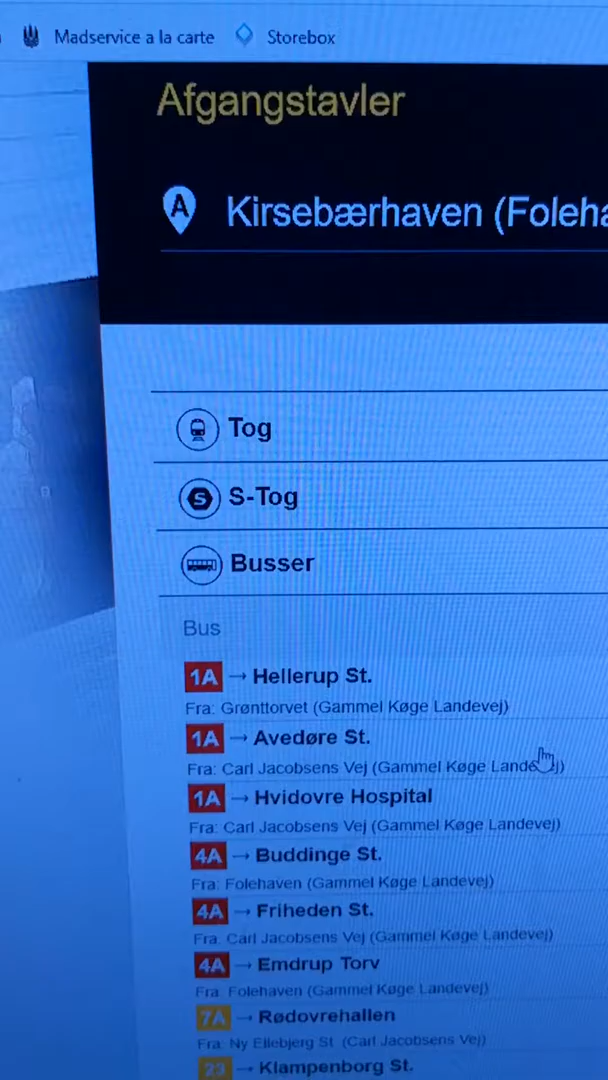 Madservice a la carte
Storebox
Afgangstavler
A
Kirsebærhaven (Foleha
Tog
S
S-Tog
Busser
Bus
1A → Hellerup St.
Fra: Grønttorvet (Gammel Køge Landevej)
1A → Avedøre St.
Fra: Carl Jacobsens Vej (Gammel Køge Landevej)
1A → Hvidovre Hospital
Fra: Carl Jacobsens Vej (Gammel Køge Landevej)
4A → Buddinge St.
Fra: Folehaven (Gammel Køge Landevej)
4A → Friheden St.
Fra: Carl Jacobsens Vej (Gammel Køge Landevej)
4A → Emdrup Torv
Fra: Folehaven (Gammel Køge Landevej)
7A → Rødovrehallen
Fra: Ny Ellebjerg St. (Carl Jacobsens Vej)
23 → Klampenborg St.